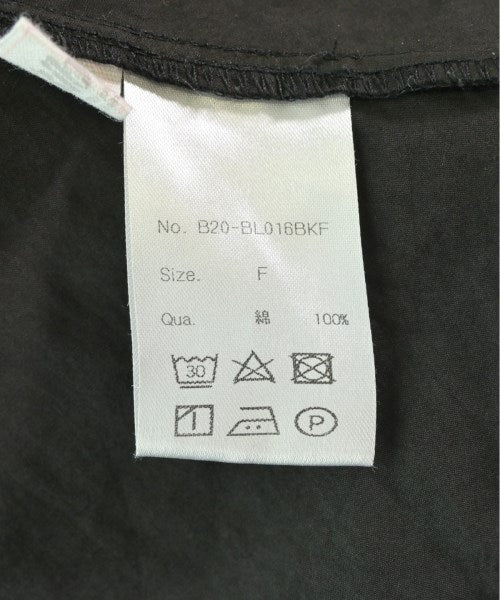 No. B20-BL016BKF
Size. F
Qua. 綿 100%
30
P